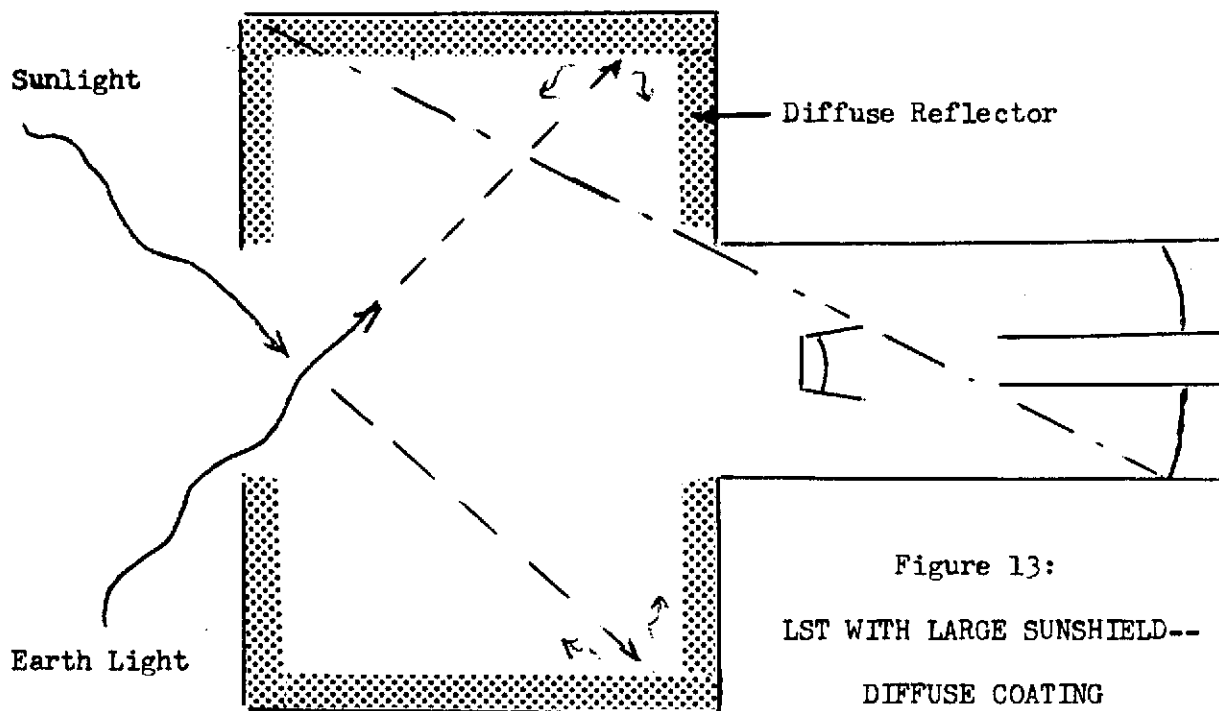 Sunlight
Diffuse Reflector
Earth Light
Figure 13:
LST WITH LARGE SUNSHIELD--
DIFFUSE COATING